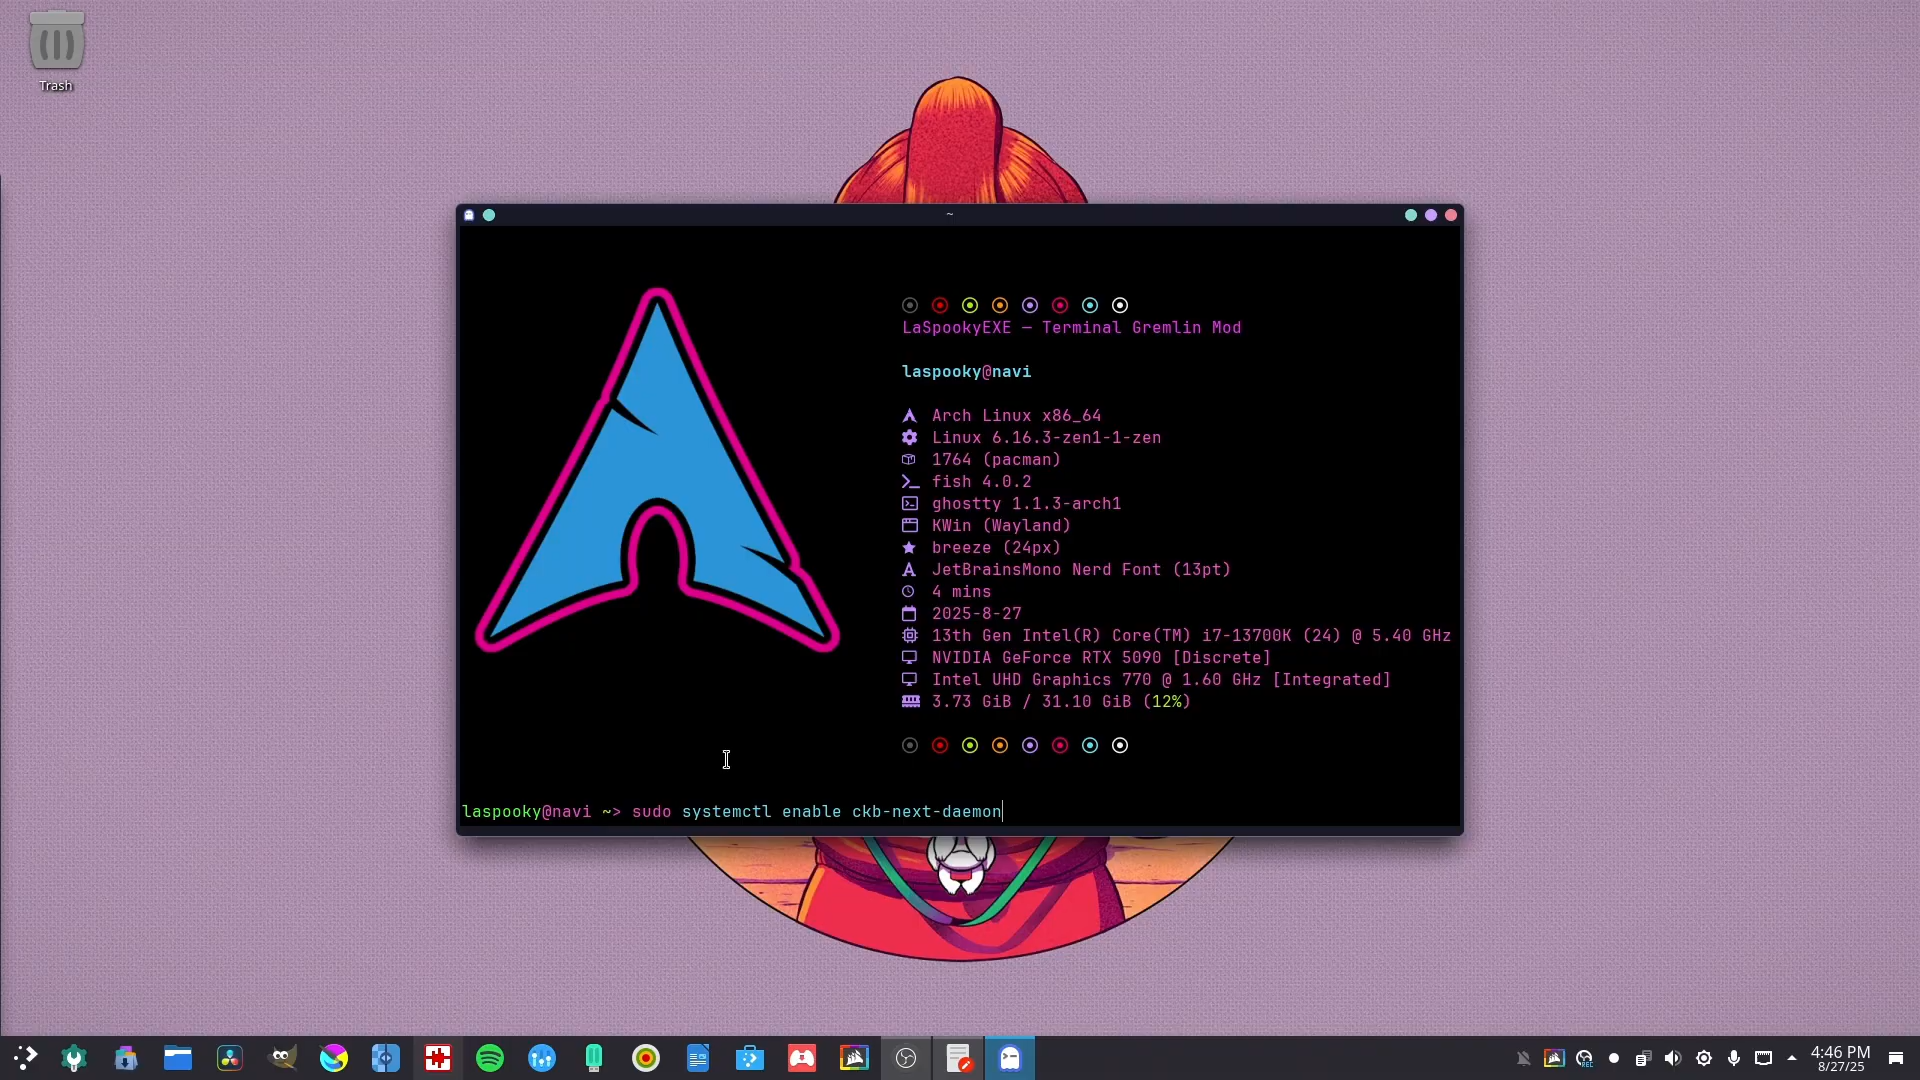 Trash
~
LaSpookyEXE — Terminal Gremlin Mod
laspooky@navi
Arch Linux x86_64
Linux 6.16.3-zen1-1-zen
1764 (pacman)
fish 4.0.2
ghostty 1.1.3-arch1
KWin (Wayland)
breeze (24px)
JetBrainsMono Nerd Font (13pt)
4 mins
2025-8-27
13th Gen Intel(R) Core(TM) i7-13700K (24) @ 5.40 GHz
NVIDIA GeForce RTX 5090 [Discrete]
Intel UHD Graphics 770 @ 1.60 GHz [Integrated]
3.73 GiB / 31.10 GiB (12%)
laspooky@navi ~> sudo systemctl enable ckb-next-daemon
REC
4:46 PM
8/27/25